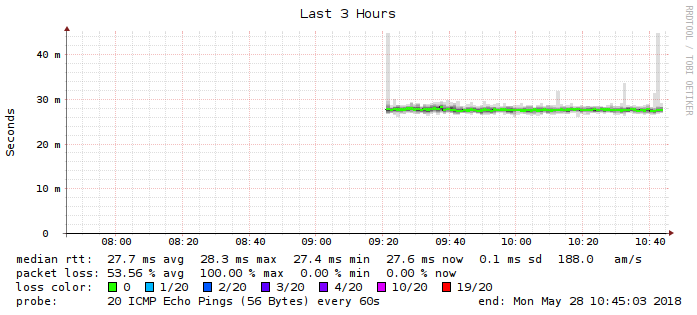 Last 3 Hours
RRDTOOL / TOBI OETIKER
Seconds
40 m
30 m
20 m
10 m
0
08:00 08:20 08:40 09:00 09:20 09:40 10:00 10:20 10:40
median rtt: 27.7 ms avg 28.3 ms max 27.4 ms min 27.6 ms now 0.1 ms sd 188.0 am/s
packet loss: 53.56 % avg 100.00 % max 0.00 % min 0.00 % now
loss color: 0 1/20 2/20 3/20 4/20 10/20 19/20
probe: 20 ICMP Echo Pings (56 Bytes) every 60s end: Mon May 28 10:45:03 2018